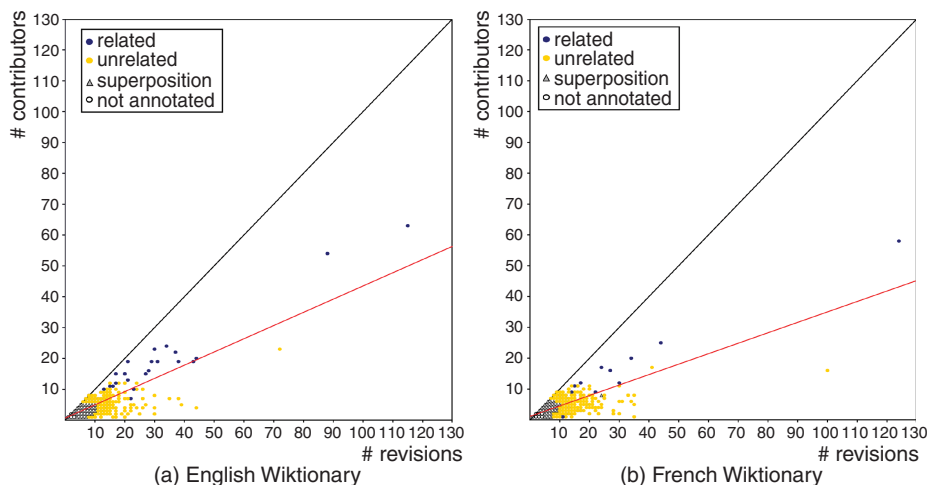 # contributors
130
120
110
100
90
80
70
60
50
40
30
20
10
related
unrelated
superposition
not annotated
10 20 30 40 50 60 70 80 90 100 110 120 130
# revisions
(a) English Wiktionary
# contributors
130
120
110
100
90
80
70
60
50
40
30
20
10
related
unrelated
superposition
not annotated
10 20 30 40 50 60 70 80 90 100 110 120 130
# revisions
(b) French Wiktionary